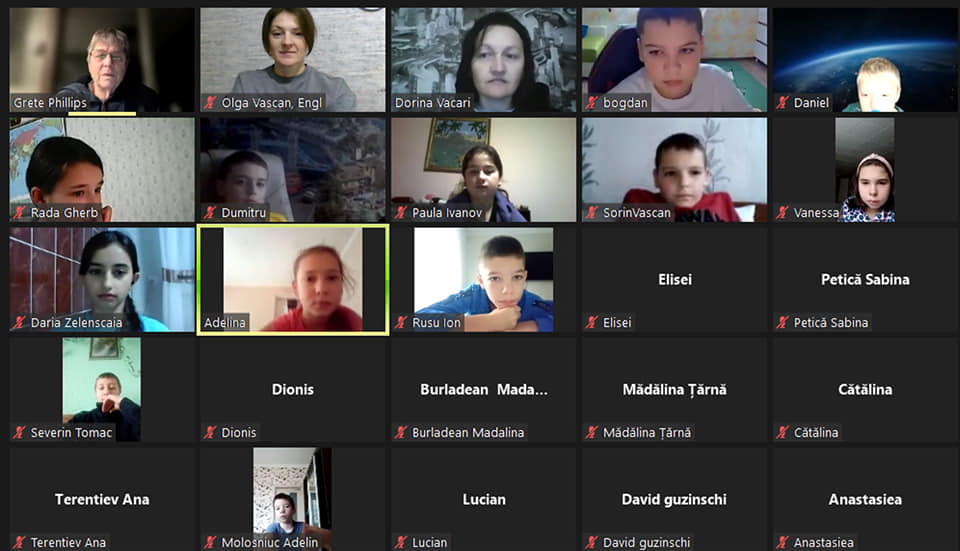 Grete Phillips
Olga Vascan, Engl
Dorina Vacari
bogdan
Daniel
Rada Gherb
Dumitru
Paula Ivanov
SorinVascan
Vanessa
Daria Zelenscaia
Adelina
Rusu Ion
Elisei
Elisei
Petică Sabina
Petică Sabina
Severin Tomac
Dionis
Dionis
Burladean Mada...
Burladean Madalina
Mădălina Țărnă
Mădălina Țărnă
Cătălina
Cătălina
Terentiev Ana
Terentiev Ana
Molosniuc Adelin
Lucian
Lucian
David guzinschi
David guzinschi
Anastasiea
Anastasiea